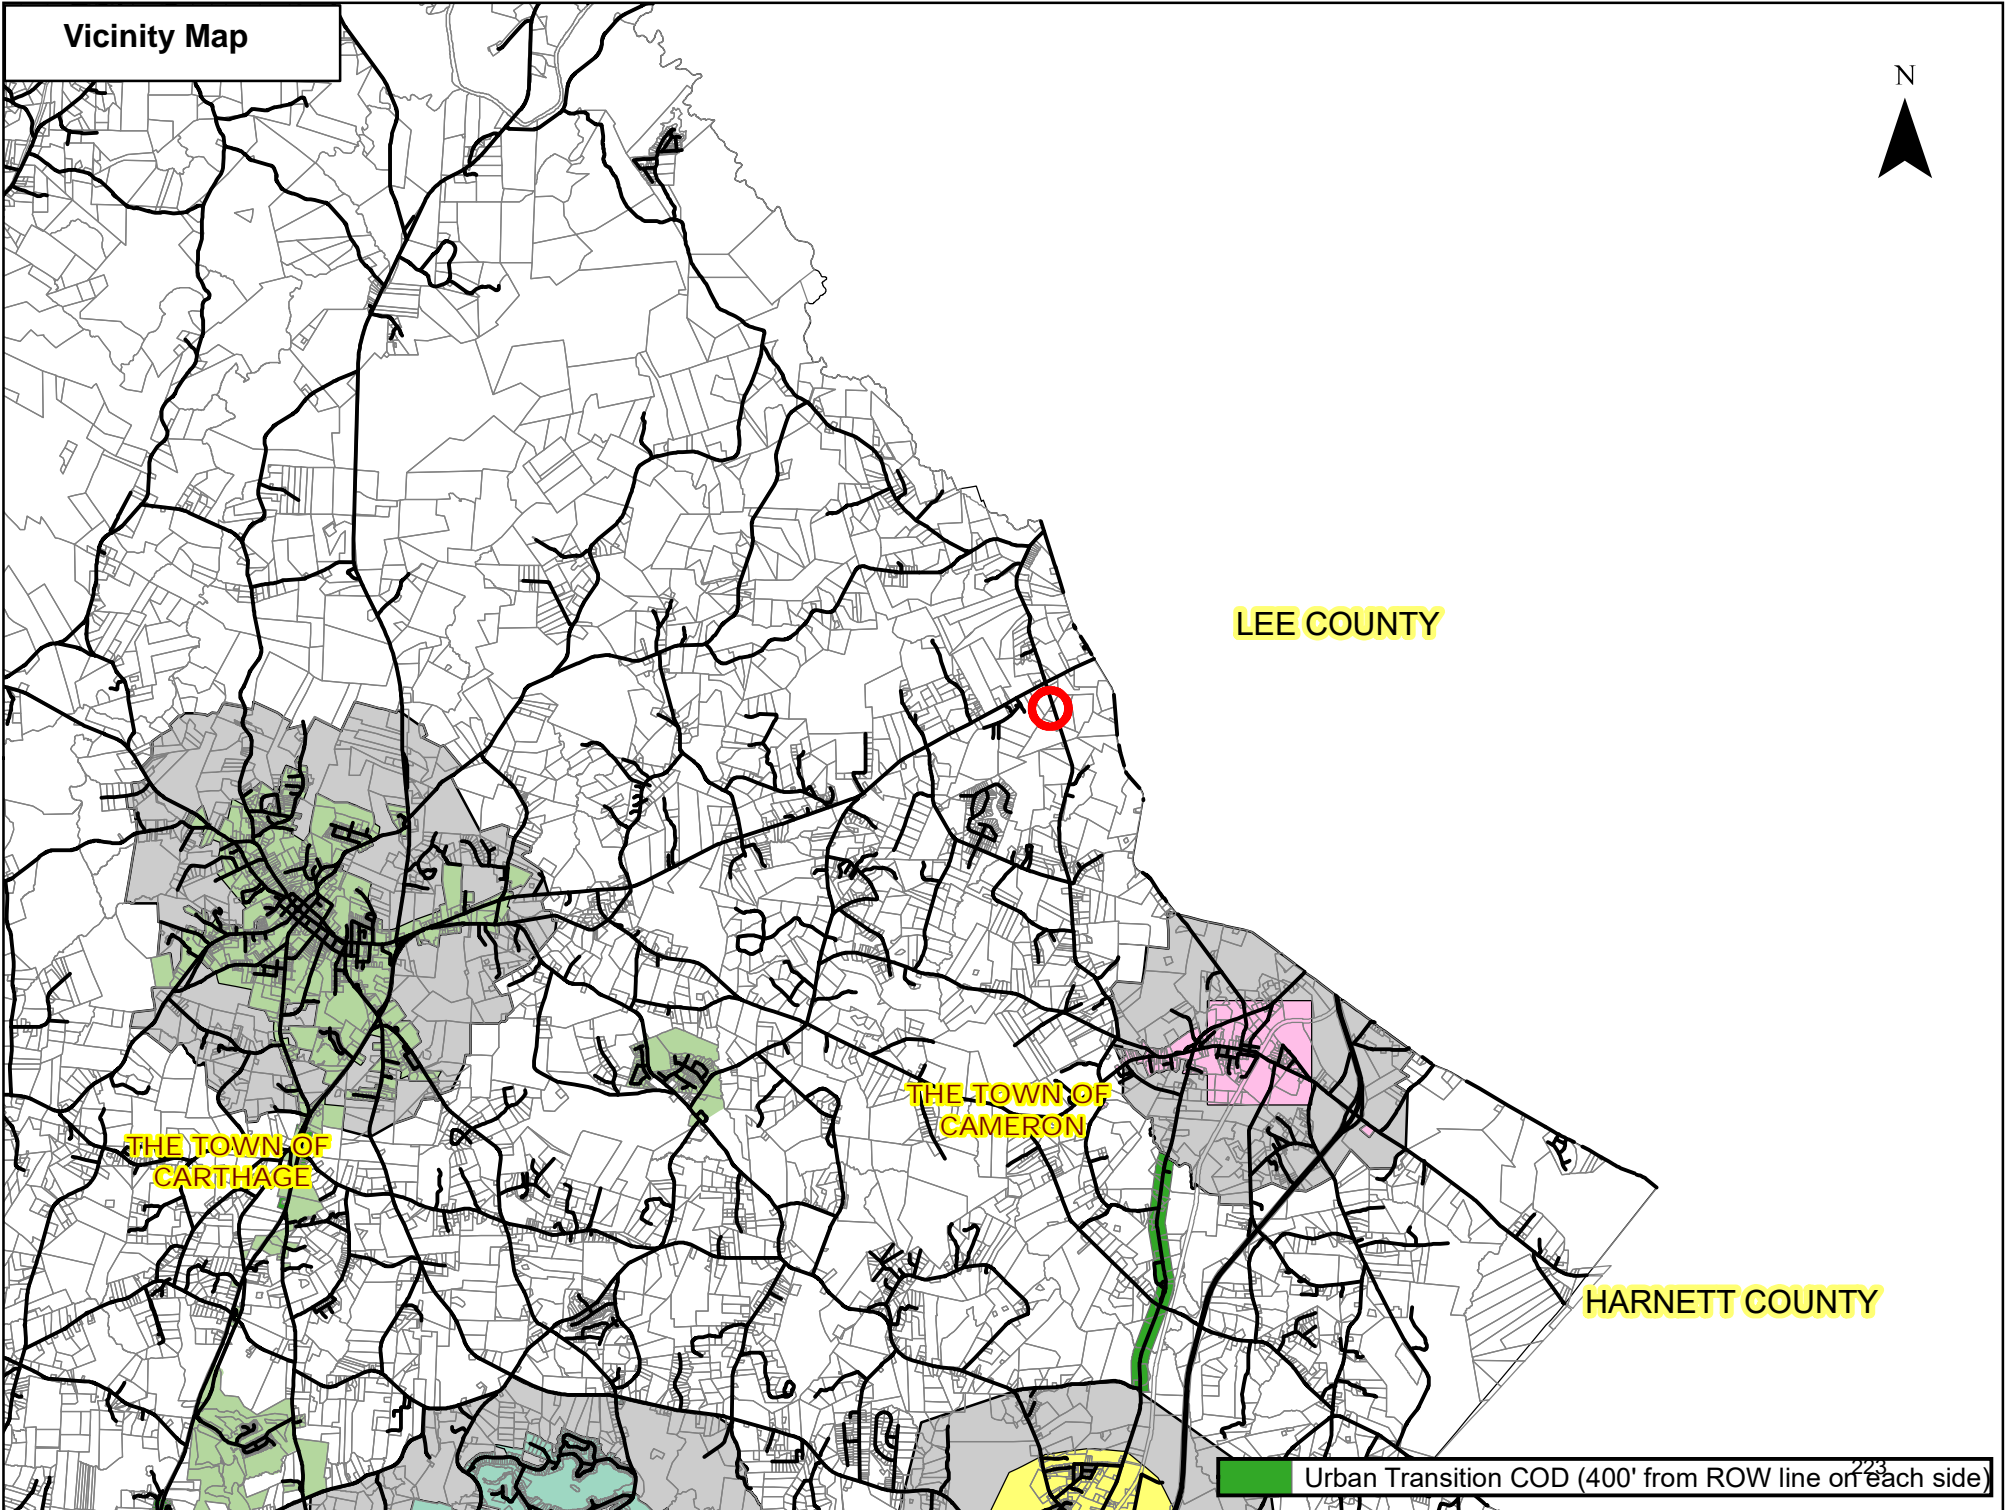 Vicinity Map
N
LEE COUNTY
THE TOWN OF
CAMERON
THE TOWN OF
CARTHAGE
HARNETT COUNTY
223
Urban Transition COD (400' from ROW line on each side)